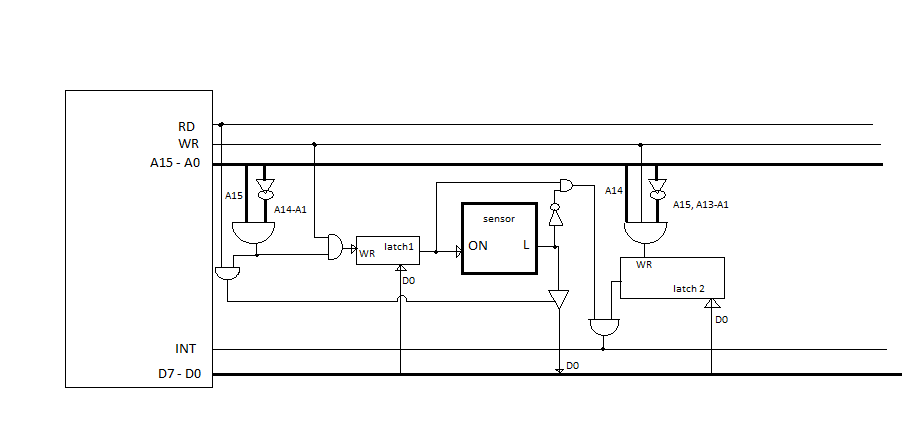 RD
WR
A15 - A0
A15
A14-A1
A14
A15, A13-A1
sensor
ON
L
latch1
WR
D0
WR
latch 2
D0
INT
D0
D7 - D0